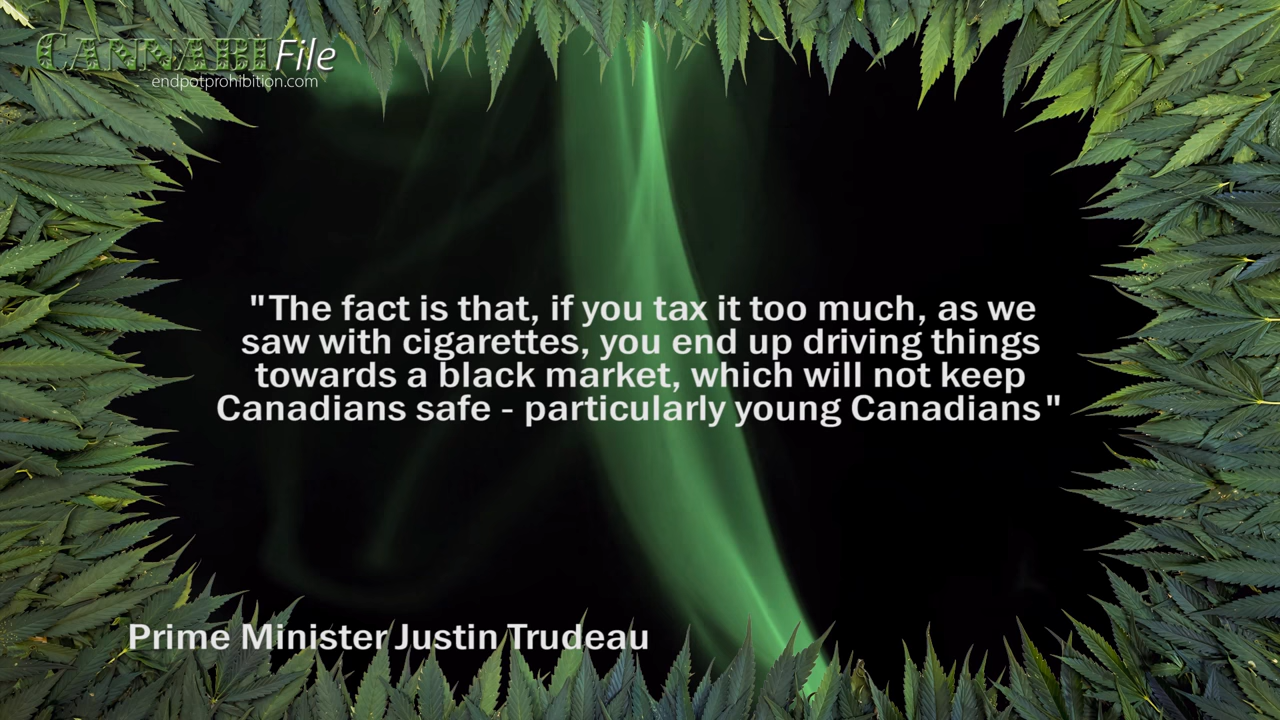 CANNABIFile
endpotprohibition.com
"The fact is that, if you tax it too much, as we
saw with cigarettes, you end up driving things
towards a black market, which will not keep
Canadians safe - particularly young Canadians"
Prime Minister Justin Trudeau